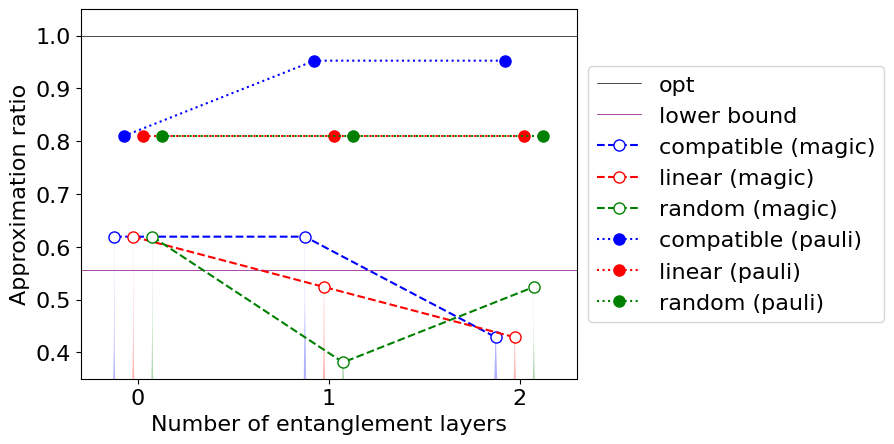 1.0
0.9
0.8
0.7
0.6
0.5
0.4
Approximation ratio
0 1 2
Number of entanglement layers
opt
lower bound
compatible (magic)
linear (magic)
random (magic)
compatible (pauli)
linear (pauli)
random (pauli)